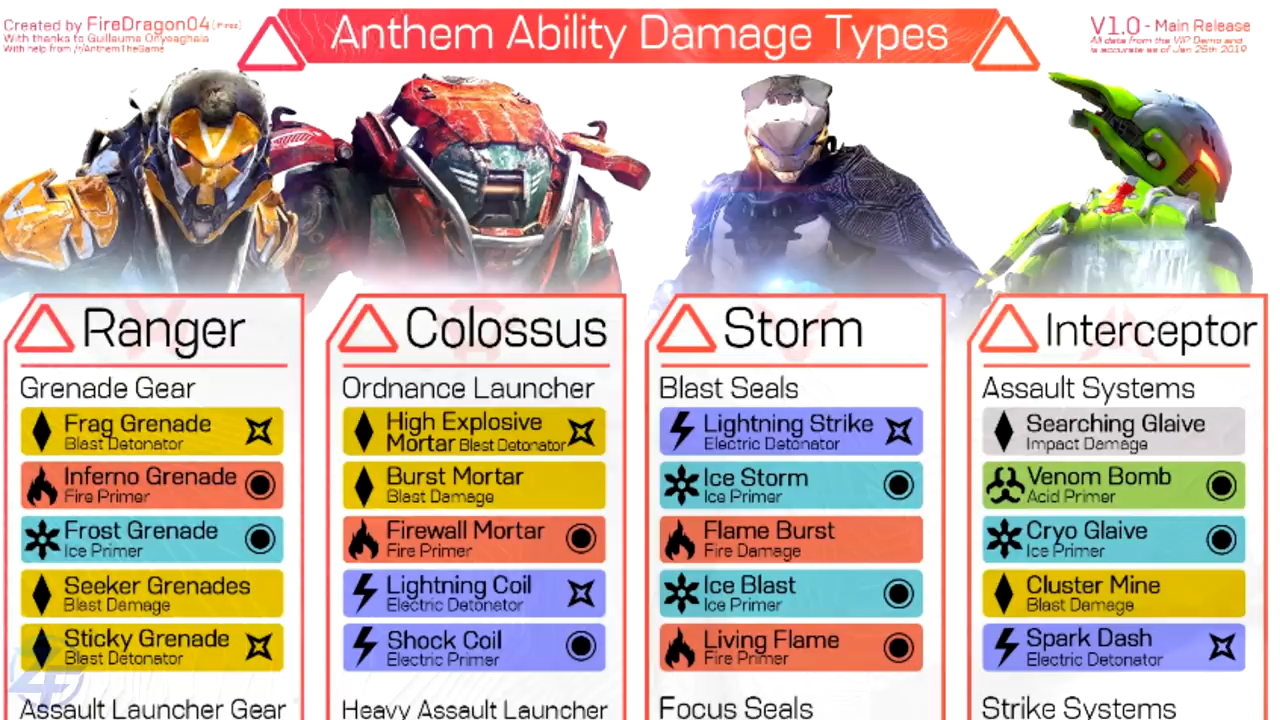 Created by FireDragon04
With thanks to Guillaume Onyeaghala
With help from /r/AnthemTheGame
Anthem Ability Damage Types
V1.0 - Main Release
All data from the VIP Demo and
is accurate as of Jan 25th 2019
Ranger
Grenade Gear
Frag Grenade
Blast Detonator
Inferno Grenade
Fire Primer
Frost Grenade
Ice Primer
Seeker Grenades
Blast Damage
Sticky Grenade
Blast Detonator
Assault Launcher Gear
Colossus
Ordnance Launcher
High Explosive
Mortar Blast Detonator
Burst Mortar
Blast Damage
Firewall Mortar
Fire Primer
Lightning Coil
Electric Detonator
Shock Coil
Electric Primer
Heavy Assault Launcher
Storm
Blast Seals
Lightning Strike
Electric Detonator
Ice Storm
Ice Primer
Flame Burst
Fire Damage
Ice Blast
Ice Primer
Living Flame
Fire Primer
Focus Seals
Interceptor
Assault Systems
Searching Glaive
Impact Damage
Venom Bomb
Acid Primer
Cryo Glaive
Ice Primer
Cluster Mine
Blast Damage
Spark Dash
Electric Detonator
Strike Systems